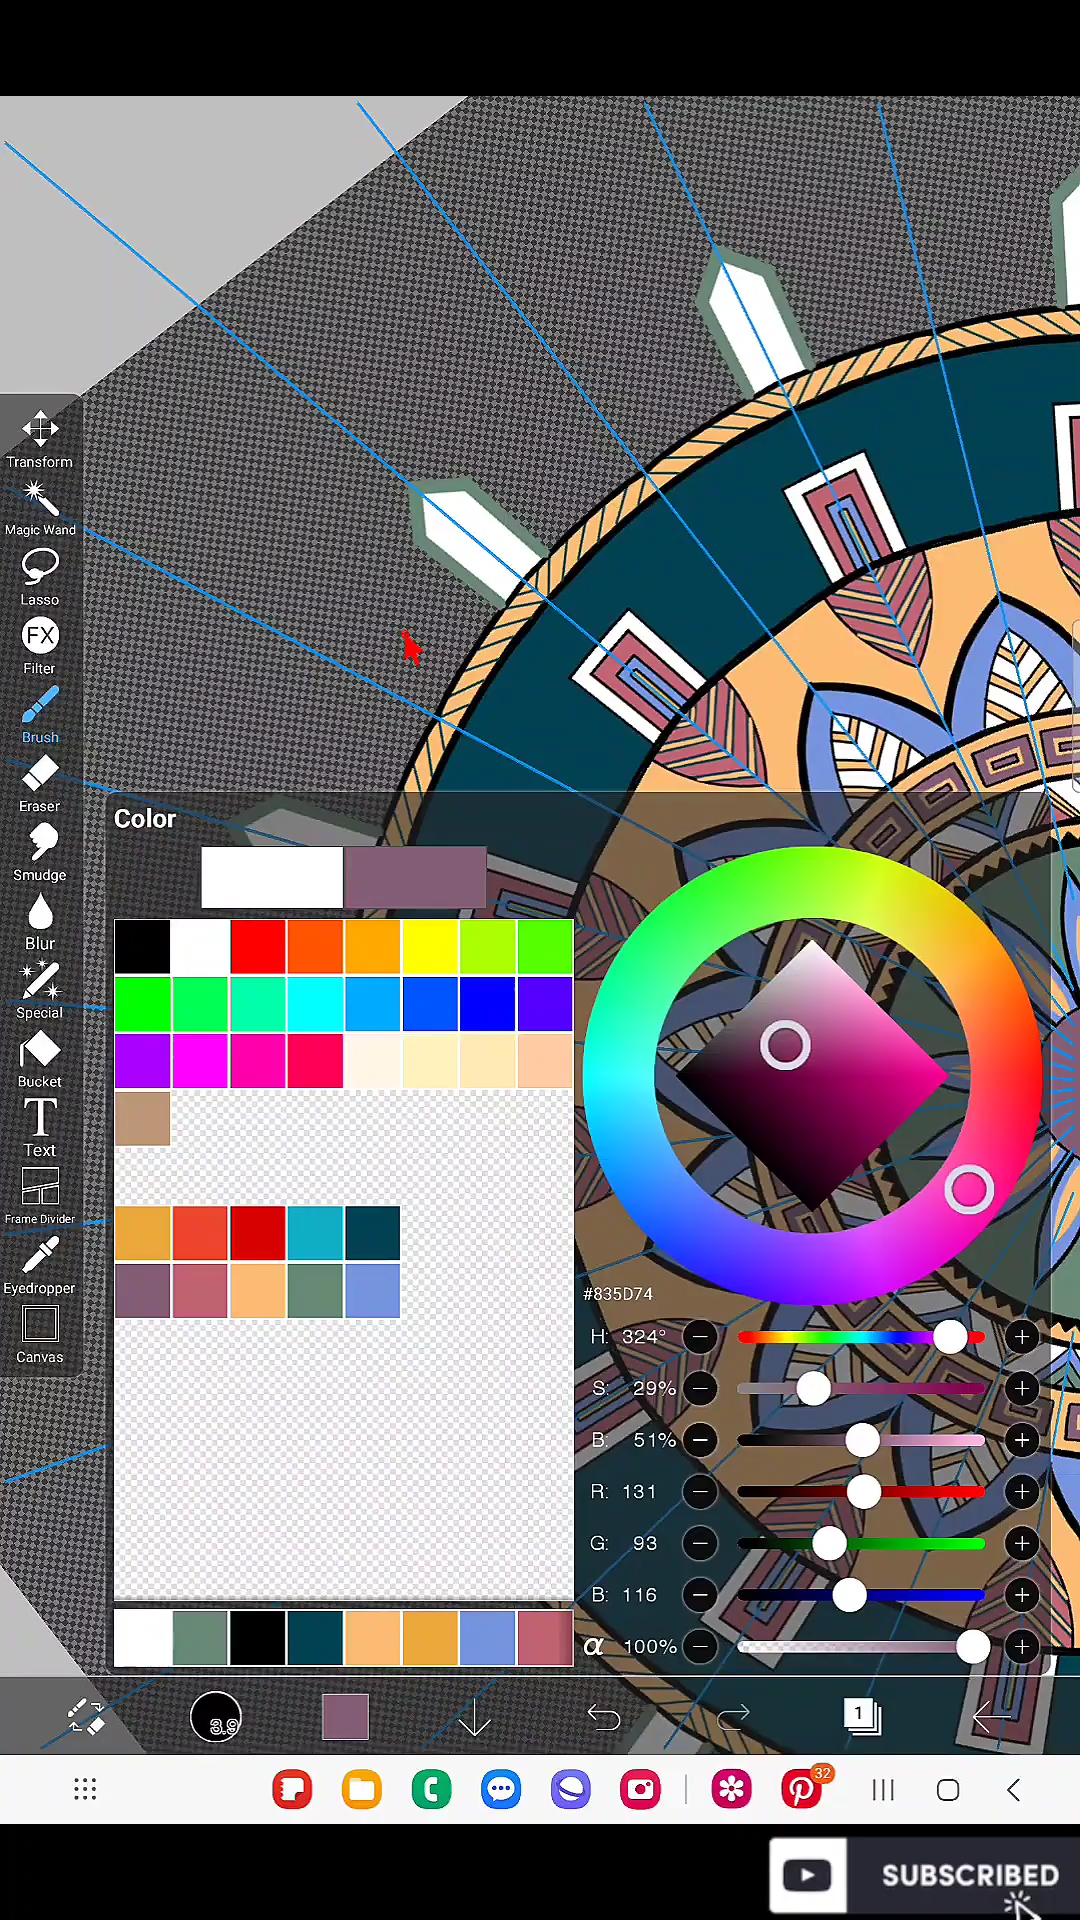 Transform
Magic Wand
Lasso
FX
Filter
Brush
Eraser
Smudge
Blur
Special
Bucket
T
Text
Frame Divider
Eyedropper
Canvas
Color
#835D74
H: 324°
S: 29%
B: 51%
R: 131
G: 93
B: 116
α 100%
3.9
1
32
SUBSCRIBED